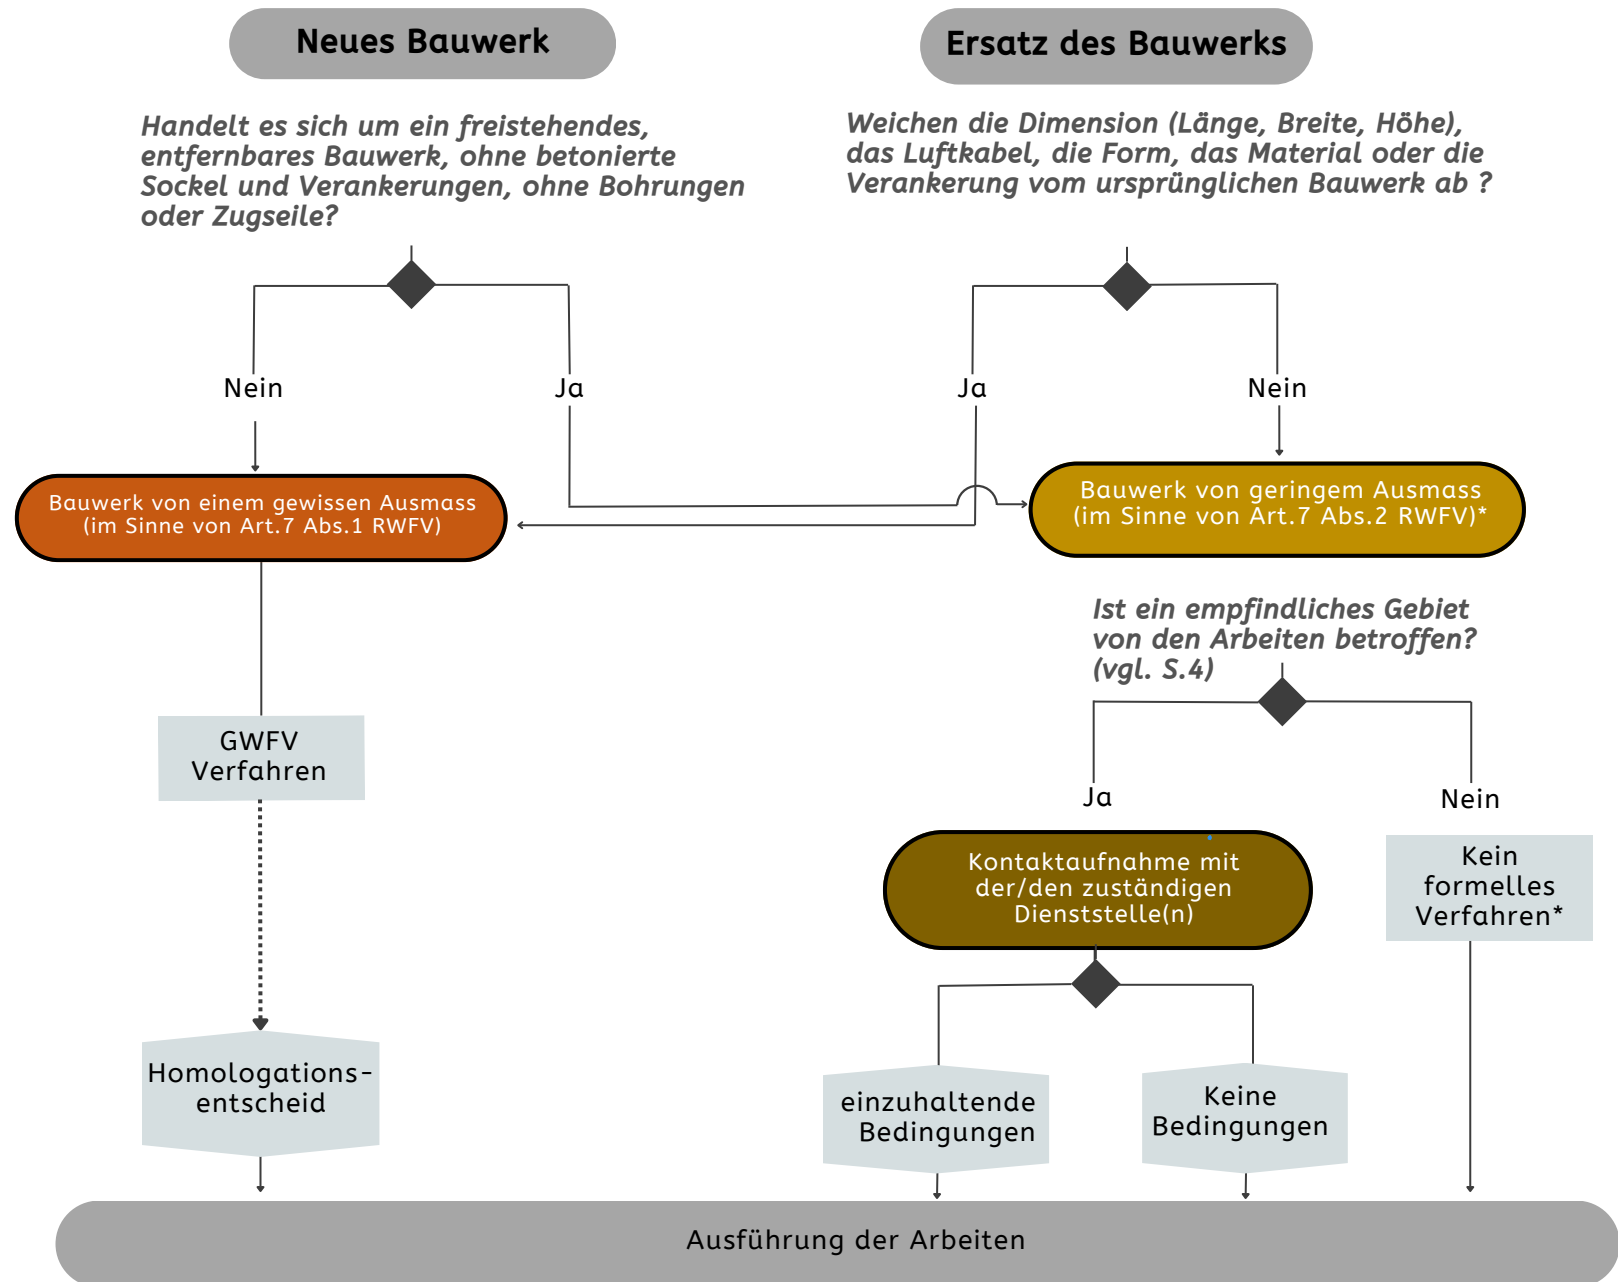 Neues Bauwerk
Handelt es sich um ein freistehendes,
entfernbares Bauwerk, ohne betonierte
Sockel und Verankerungen, ohne Bohrungen
oder Zugseile?
Nein
Ja
Ersatz des Bauwerks
Weichen die Dimension (Länge, Breite, Höhe),
das Luftkabel, die Form, das Material oder die
Verankerung vom ursprünglichen Bauwerk ab ?
Ja
Nein
Bauwerk von einem gewissen Ausmass
(im Sinne von Art.7 Abs.1 RWFV)
Bauwerk von geringem Ausmass
(im Sinne von Art.7 Abs.2 RWFV)*
Ist ein empfindliches Gebiet
von den Arbeiten betroffen?
(vgl. S.4)
GWFV
Verfahren
Ja
Nein
Kontaktaufnahme mit
der/den zuständigen
Dienststelle(n)
Kein
formelles
Verfahren*
Homologations-
entscheid
einzuhaltende
Bedingungen
Keine
Bedingungen
Ausführung der Arbeiten